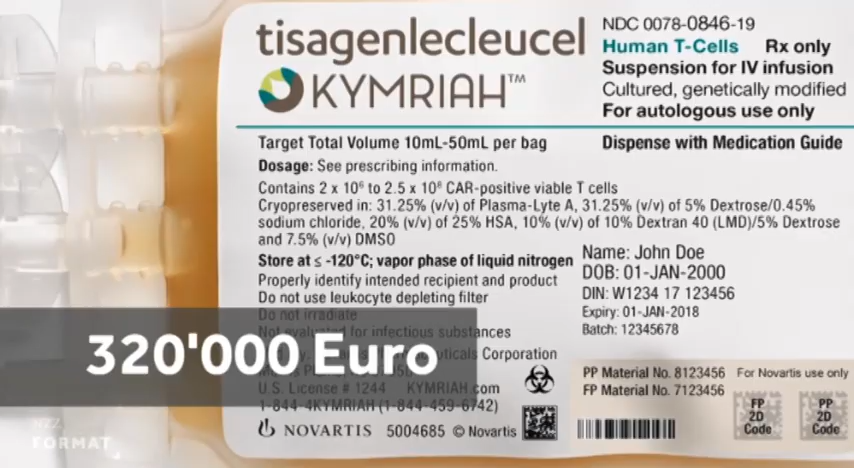 tisagenlecleucel
KYMRIAH™
NDC 0078-0846-19
Human T-Cells Rx only
Suspension for IV infusion
Cultured, genetically modified
For autologous use only
Target Total Volume 10mL-50mL per bag
Dispense with Medication Guide
Dosage: See prescribing information.
Contains 2 x 10⁶ to 2.5 x 10⁸ CAR-positive viable T cells
Cryopreserved in: 31.25% (v/v) of Plasma-Lyte A, 31.25% (v/v) of 5% Dextrose/0.45%
sodium chloride, 20% (v/v) of 25% HSA, 10% (v/v) of 10% Dextran 40 (LMD)/5% Dextrose
and 7.5% (v/v) DMSO
Store at ≤ -120°C; vapor phase of liquid nitrogen
Properly identify intended recipient and product
Do not use leukocyte depleting filter
Do not irradiate
Not evaluated for infectious substances
Corporation
U.S. License # 1244 KYMRIAH.com
1-844-4KYMRIAH (1-844-459-6742)
NOVARTIS 5004685 © Novartis
Name: John Doe
DOB: 01-JAN-2000
DIN: W1234 17 123456
Expiry: 01-JAN-2018
Batch: 12345678
PP Material No. 8123456 For Novartis use only
FP Material No. 7123456
FP
2D
Code
PP
2D
Code
320'000 Euro
NZZ
FORMAT